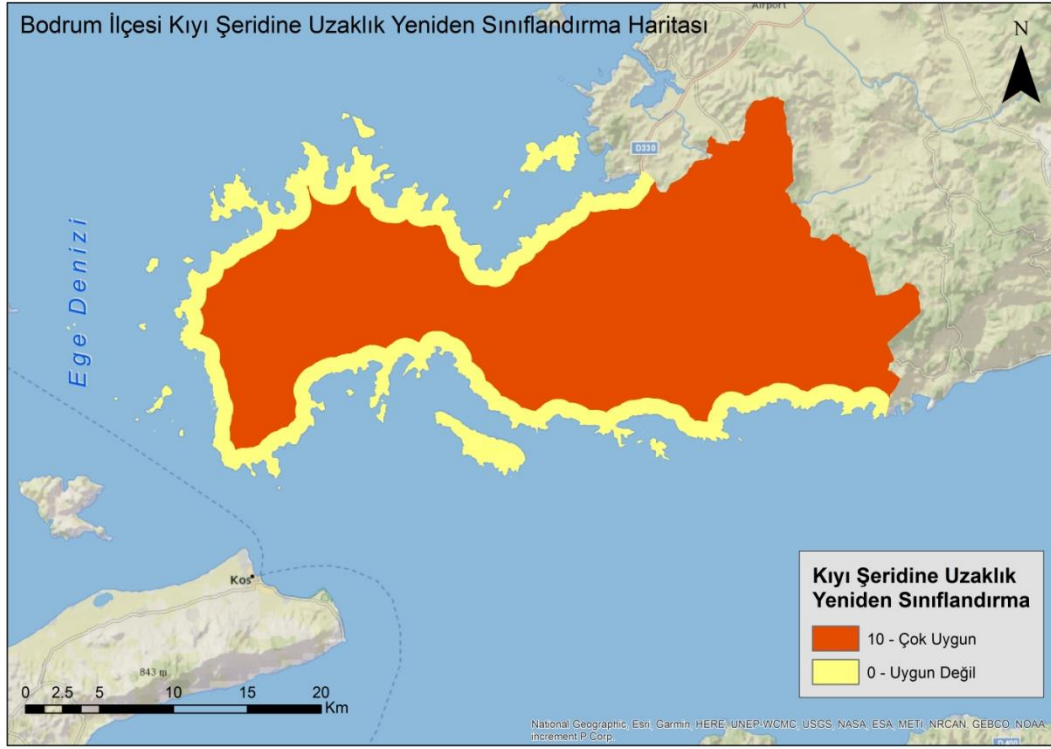 Bodrum İlçesi Kıyı Şeridine Uzaklık Yeniden Sınıflandırma Haritası
Airport
N
D330
Ege Denizi
Kos
843 m
0 2.5 5 10 15 20
Km
Kıyı Şeridine Uzaklık
Yeniden Sınıflandırma
10 - Çok Uygun
0 - Uygun Değil
National Geographic, Esri, Garmin, HERE, UNEP-WCMC, USGS, NASA, ESA, METI, NRCAN, GEBCO, NOAA,
increment P Corp.
D400